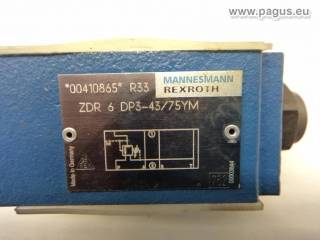 www.pagus.eu
*00410865* R33
MANNESMANN
REXROTH
ZDR 6 DP3-43/75YM
Made in Germany